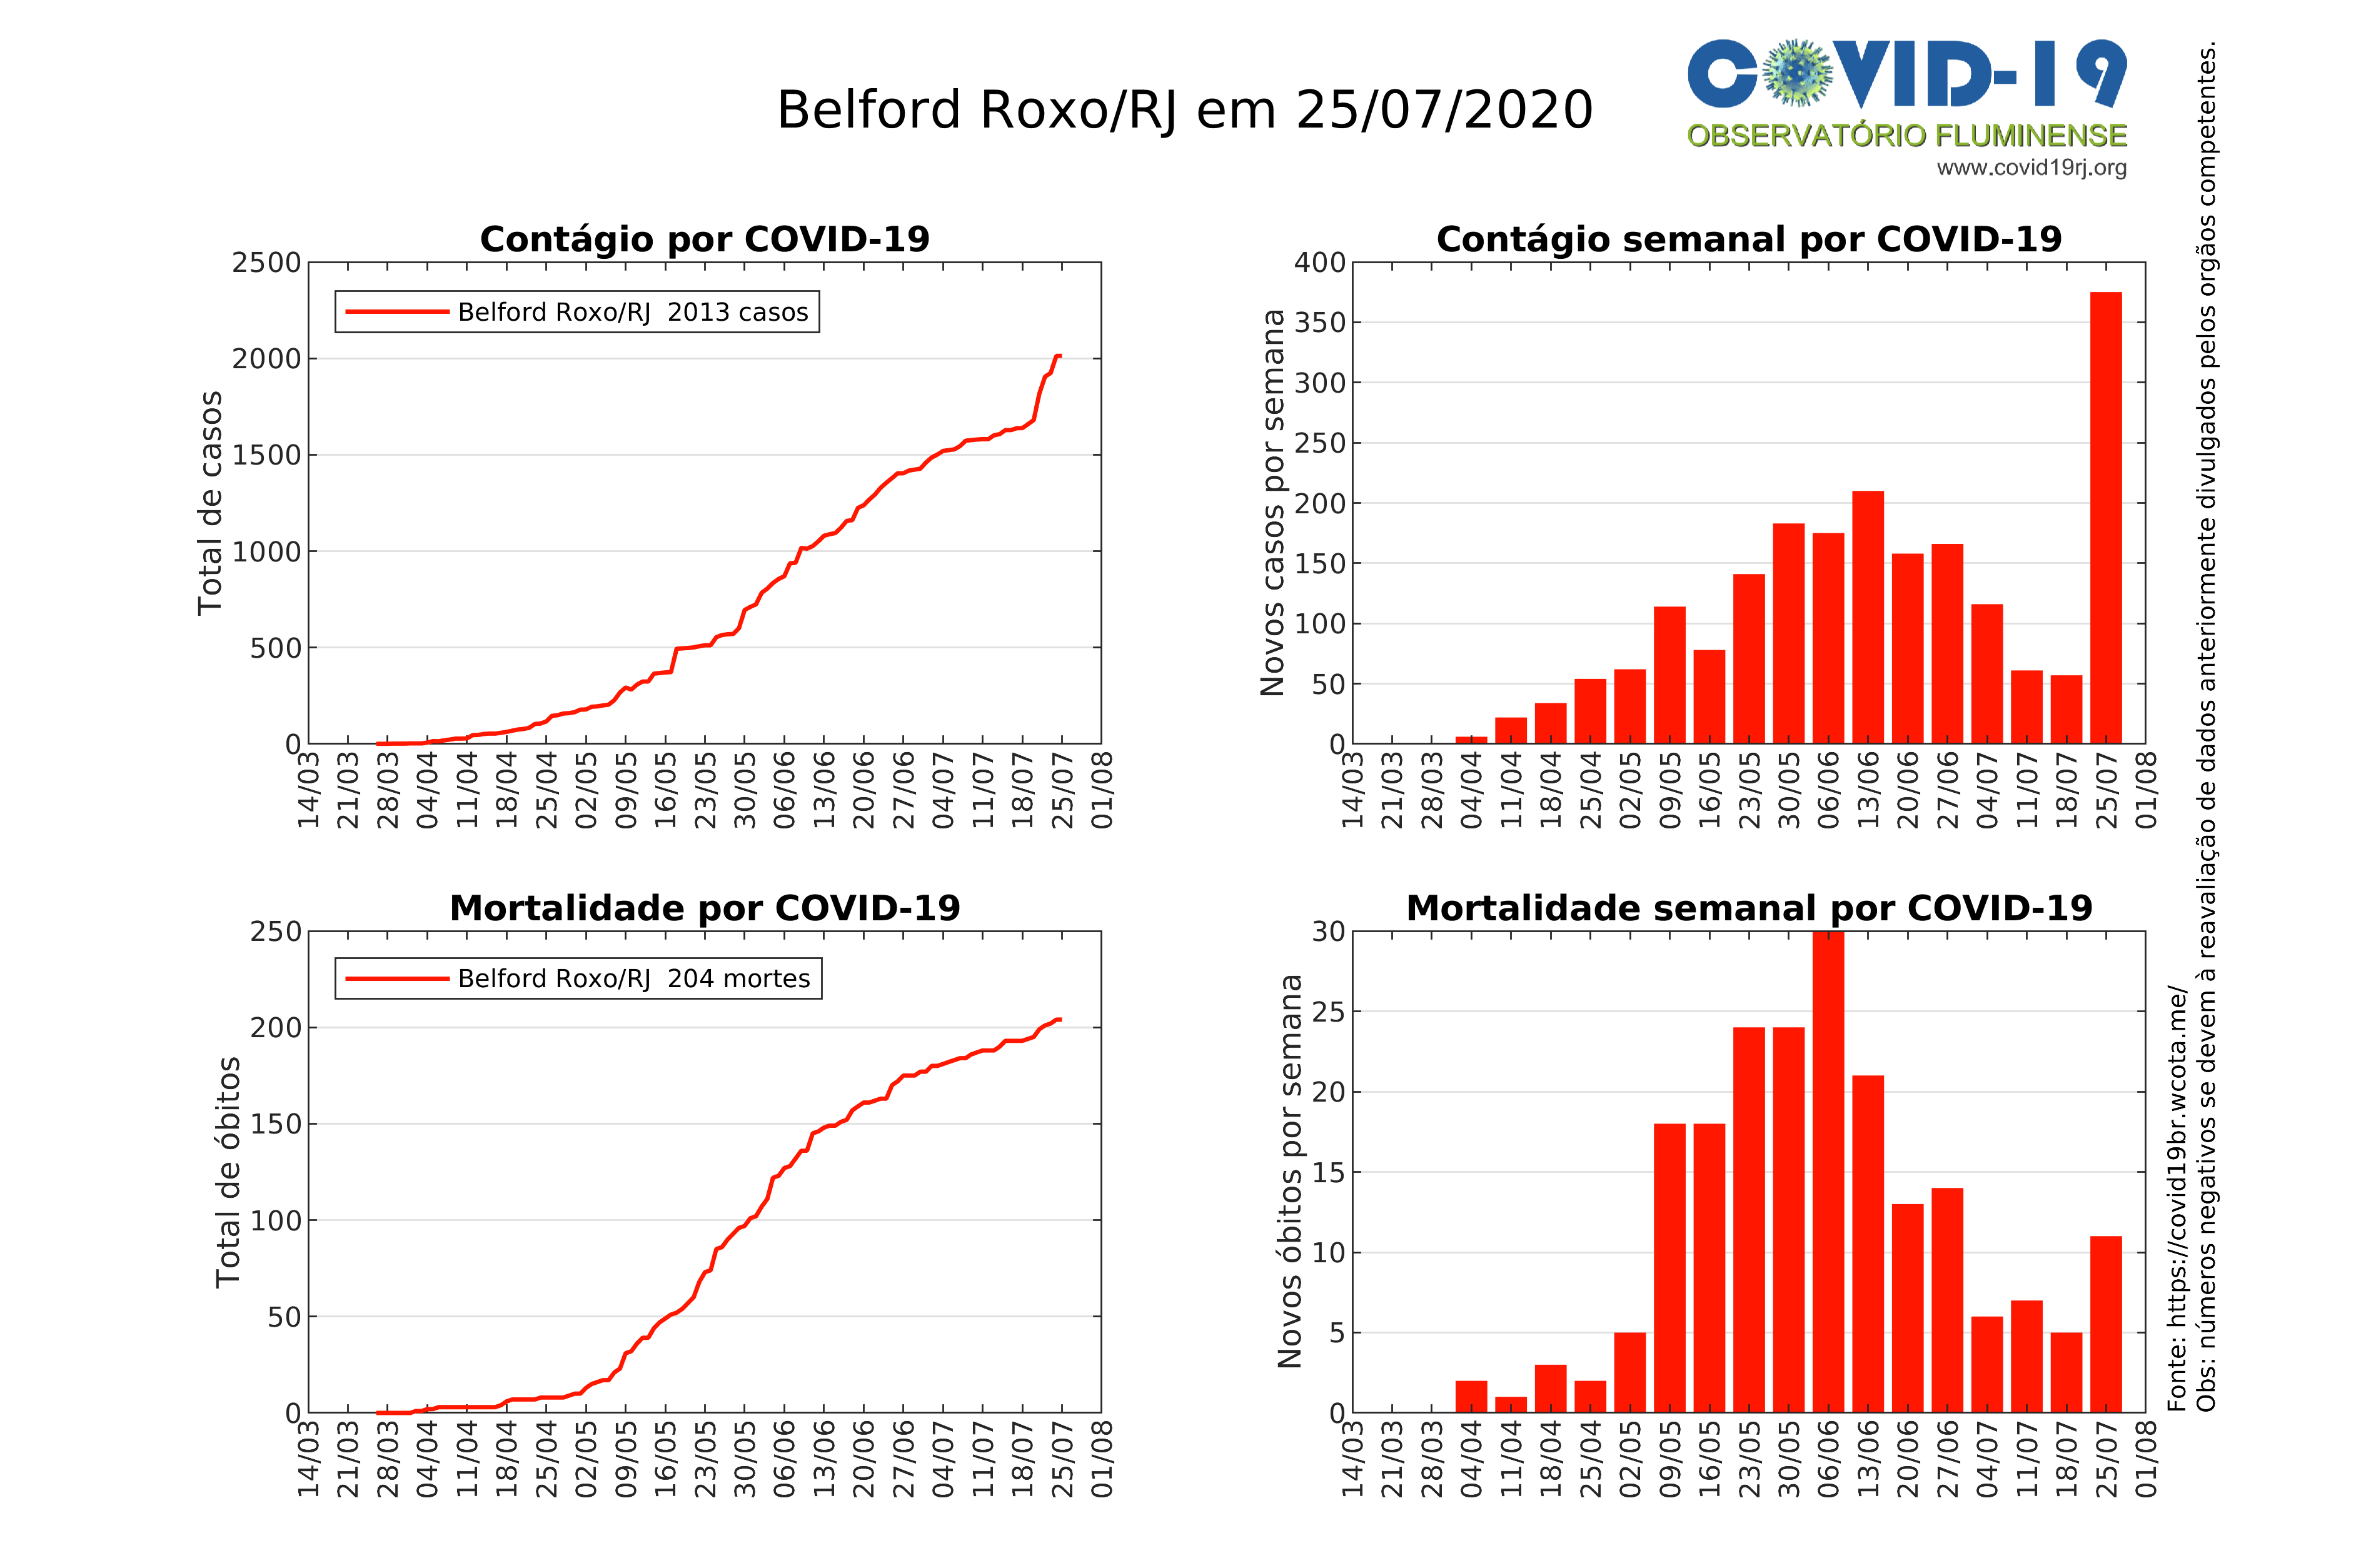 Belford Roxo/RJ em 25/07/2020
COVID-19
OBSERVATÓRIO FLUMINENSE
www.covid19rj.org
Contágio por COVID-19
Total de casos
2500
2000
1500
1000
500
0
Belford Roxo/RJ 2013 casos
14/03 21/03 28/03 04/04 11/04 18/04 25/04 02/05 09/05 16/05 23/05 30/05 06/06 13/06 20/06 27/06 04/07 11/07 18/07 25/07 01/08
Contágio semanal por COVID-19
Novos casos por semana
400
350
300
250
200
150
100
50
0
14/03 21/03 28/03 04/04 11/04 18/04 25/04 02/05 09/05 16/05 23/05 30/05 06/06 13/06 20/06 27/06 04/07 11/07 18/07 25/07 01/08
Mortalidade por COVID-19
Total de óbitos
250
200
150
100
50
0
Belford Roxo/RJ 204 mortes
14/03 21/03 28/03 04/04 11/04 18/04 25/04 02/05 09/05 16/05 23/05 30/05 06/06 13/06 20/06 27/06 04/07 11/07 18/07 25/07 01/08
Mortalidade semanal por COVID-19
Novos óbitos por semana
30
25
20
15
10
5
0
14/03 21/03 28/03 04/04 11/04 18/04 25/04 02/05 09/05 16/05 23/05 30/05 06/06 13/06 20/06 27/06 04/07 11/07 18/07 25/07 01/08
Fonte: https://covid19br.wcota.me/
Obs: números negativos se devem à reavaliação de dados anteriormente divulgados pelos orgãos competentes.